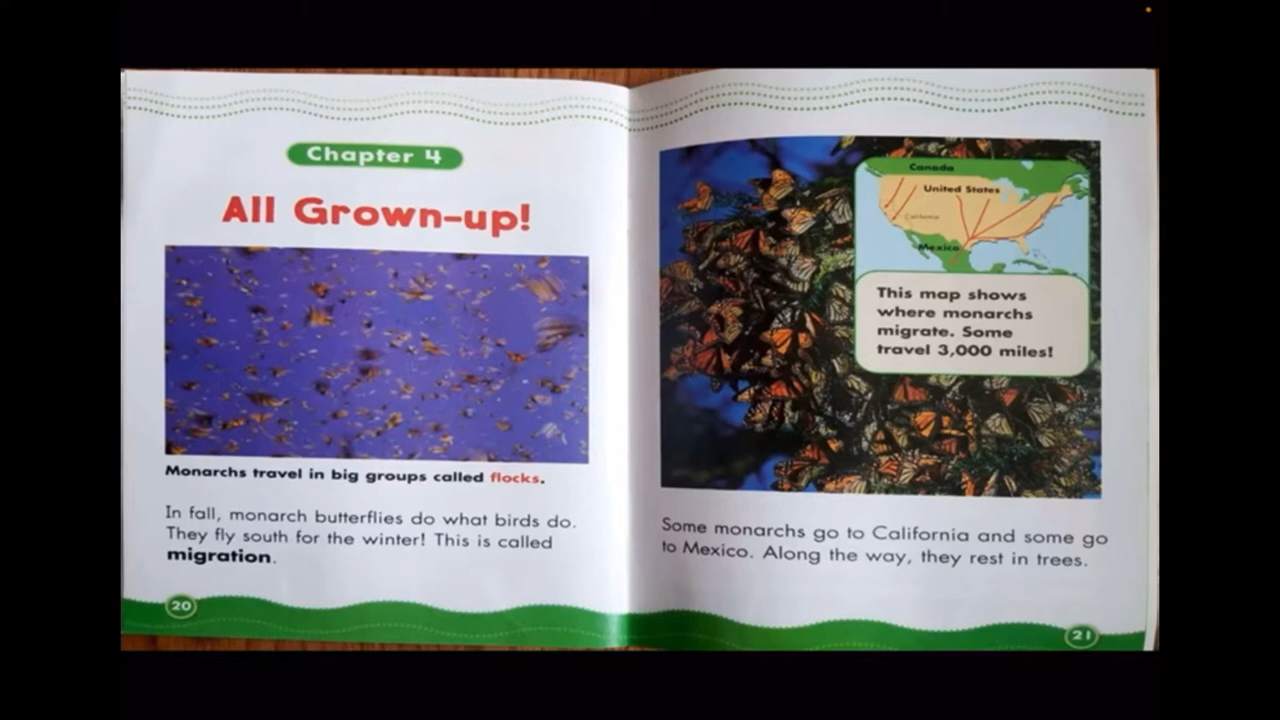 Chapter 4
All Grown-up!
Monarchs travel in big groups called flocks.
In fall, monarch butterflies do what birds do.
They fly south for the winter! This is called
migration.
20
Canada
United States
California
Mexico
This map shows
where monarchs
migrate. Some
travel 3,000 miles!
Some monarchs go to California and some go
to Mexico. Along the way, they rest in trees.
21